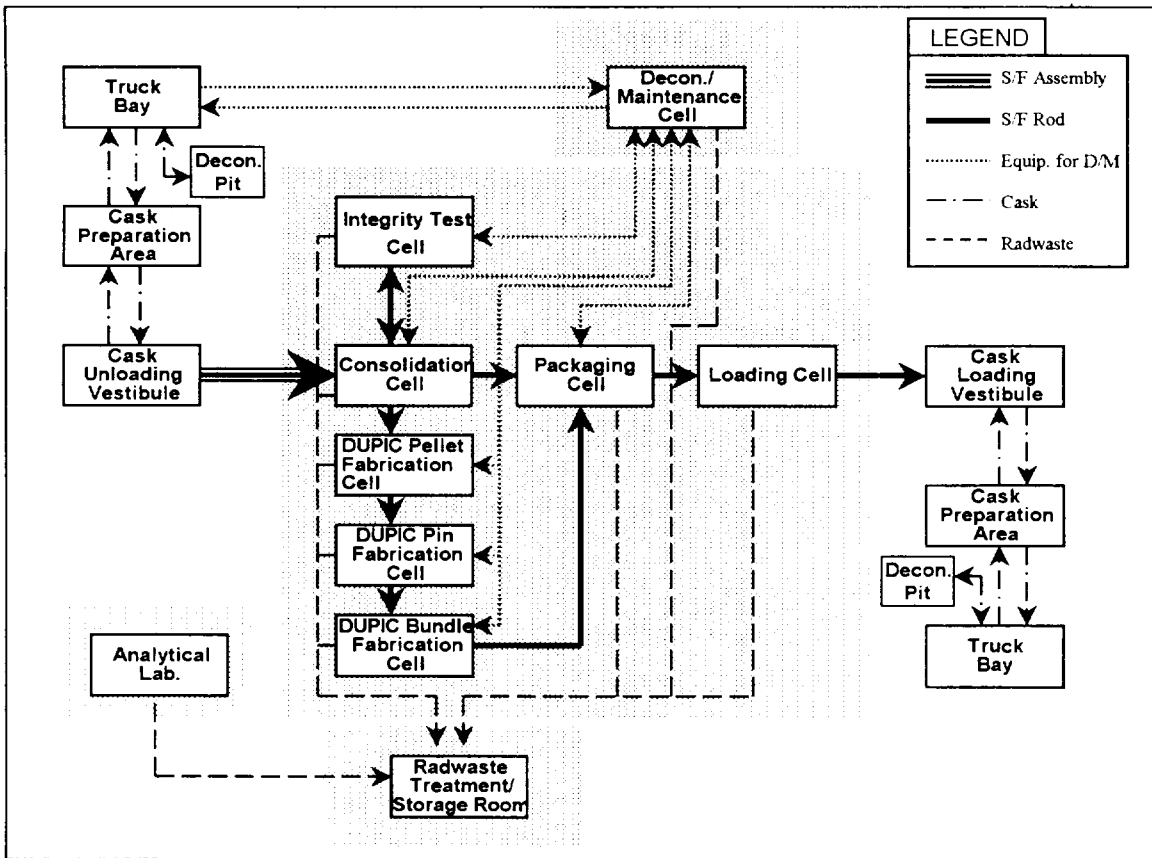 LEGEND
S/F Assembly
S/F Rod
Equip. for D/M
Cask
Radwaste
Truck
Bay
Decon./
Maintenance
Cell
Decon.
Pit
Cask
Preparation
Area
Integrity Test
Cell
Cask
Unloading
Vestibule
Consolidation
Cell
Packaging
Cell
Loading Cell
Cask
Loading
Vestibule
DUPIC Pellet
Fabrication
Cell
DUPIC Pin
Fabrication
Cell
Cask
Preparation
Area
Decon.
Pit
DUPIC Bundle
Fabrication
Cell
Truck
Bay
Analytical
Lab.
Radwaste
Treatment/
Storage Room